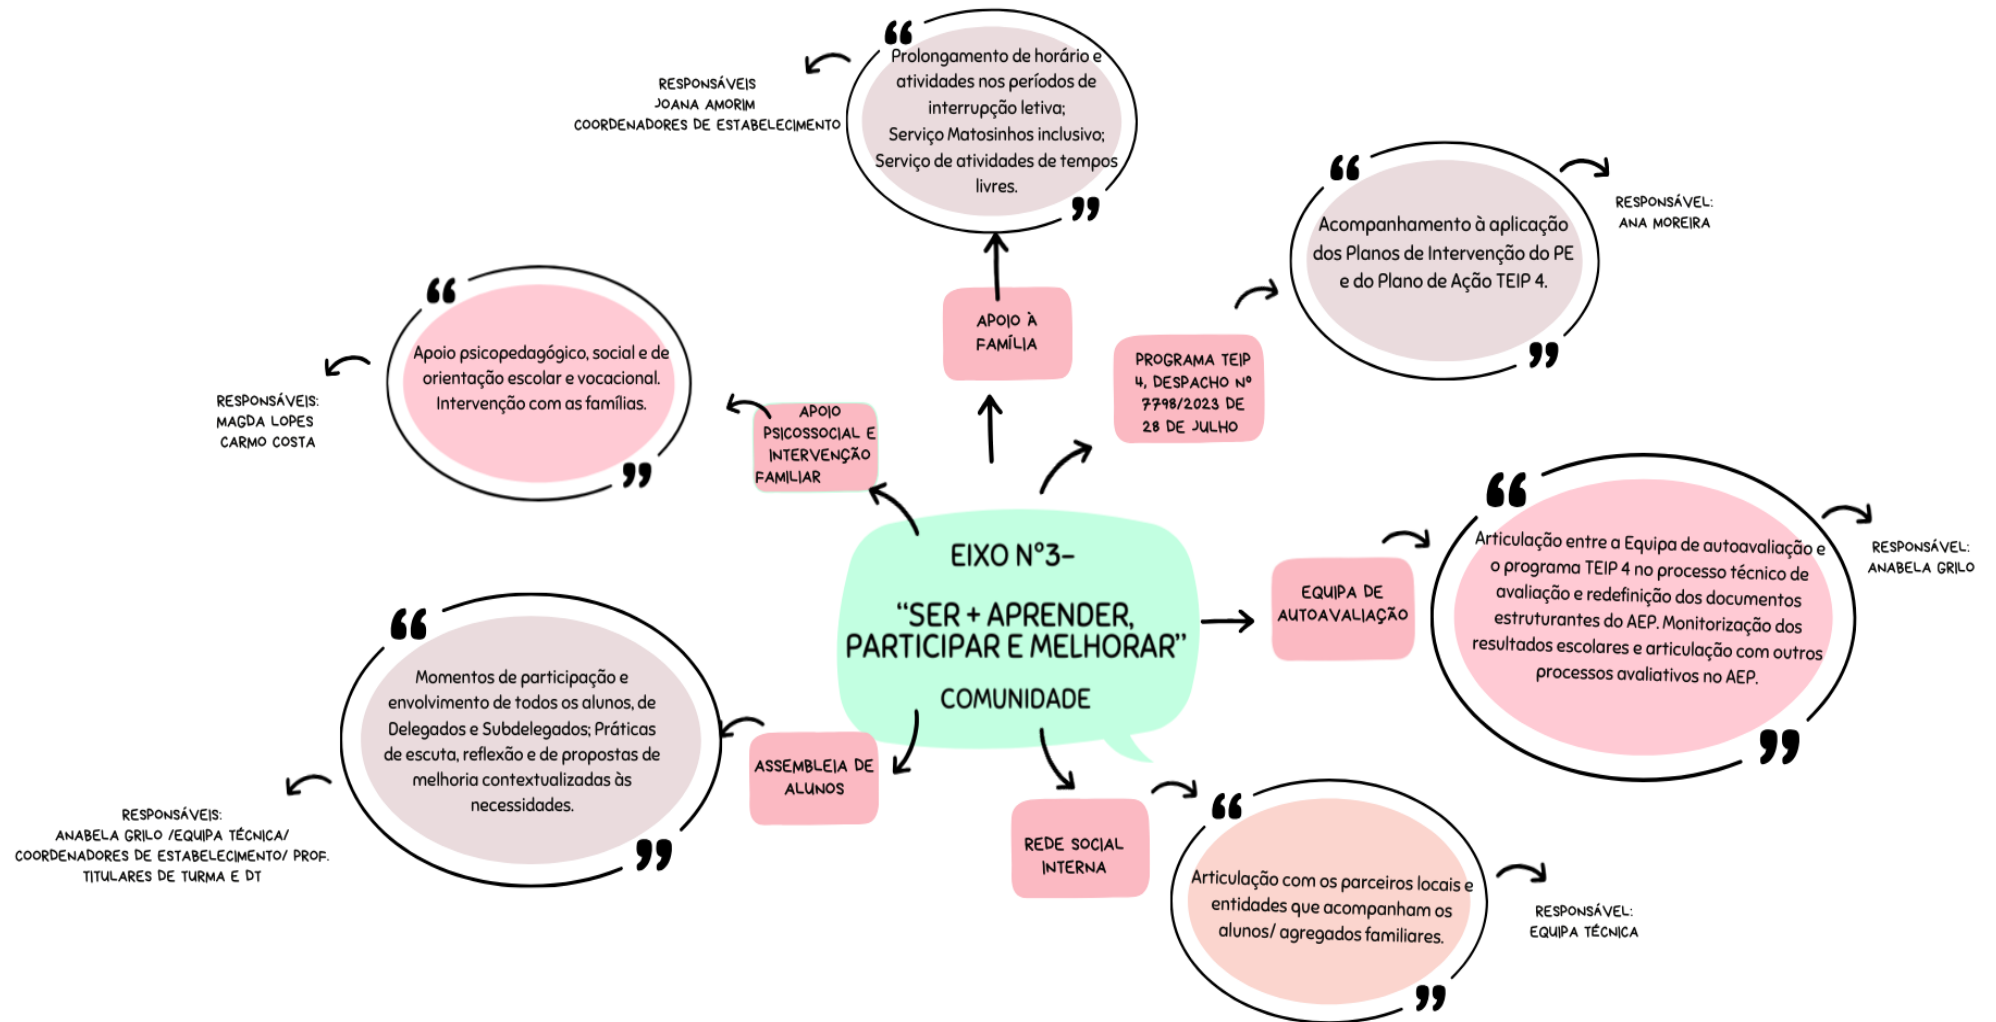 Prolongamento de horário e
atividades nos períodos de
interrupção letiva;
Serviço Matosinhos inclusivo;
Serviço de atividades de tempos
livres.
RESPONSÁVEIS
JOANA AMORIM
COORDENADORES DE ESTABELECIMENTO
APOIO À
FAMÍLIA
Acompanhamento à aplicação
dos Planos de Intervenção do PE
e do Plano de Ação TEIP 4.
RESPONSÁVEL:
ANA MOREIRA
PROGRAMA TEIP
4, DESPACHO Nº
7798/2023 DE
28 DE JULHO
Apoio psicopedagógico, social e de
orientação escolar e vocacional.
Intervenção com as famílias.
RESPONSÁVEIS:
MAGDA LOPES
CARMO COSTA
APOIO
PSICOSSOCIAL E
INTERVENÇÃO
FAMILIAR
EIXO Nº3-
“SER + APRENDER,
PARTICIPAR E MELHORAR”
COMUNIDADE
EQUIPA DE
AUTOAVALIAÇÃO
Articulação entre a Equipa de autoavaliação e
o programa TEIP 4 no processo técnico de
avaliação e redefinição dos documentos
estruturantes do AEP. Monitorização dos
resultados escolares e articulação com outros
processos avaliativos no AEP.
RESPONSÁVEL:
ANABELA GRILO
Momentos de participação e
envolvimento de todos os alunos, de
Delegados e Subdelegados; Práticas
de escuta, reflexão e de propostas de
melhoria contextualizadas às
necessidades.
ASSEMBLEIA DE
ALUNOS
RESPONSÁVEIS:
ANABELA GRILO /EQUIPA TÉCNICA/
COORDENADORES DE ESTABELECIMENTO/ PROF.
TITULARES DE TURMA E DT
REDE SOCIAL
INTERNA
Articulação com os parceiros locais e
entidades que acompanham os
alunos/ agregados familiares.
RESPONSÁVEL:
EQUIPA TÉCNICA